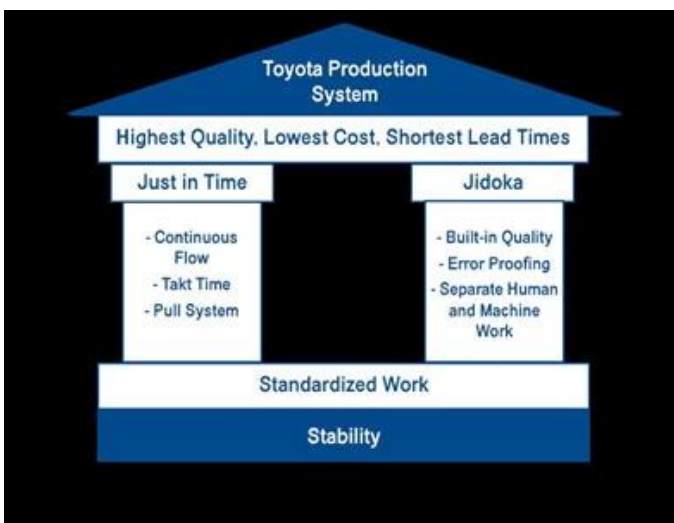 Toyota Production
System
Highest Quality, Lowest Cost, Shortest Lead Times
Just in Time
- Continuous
Flow
- Takt Time
- Pull System
Jidoka
- Built-in Quality
- Error Proofing
- Separate Human
and Machine
Work
Standardized Work
Stability